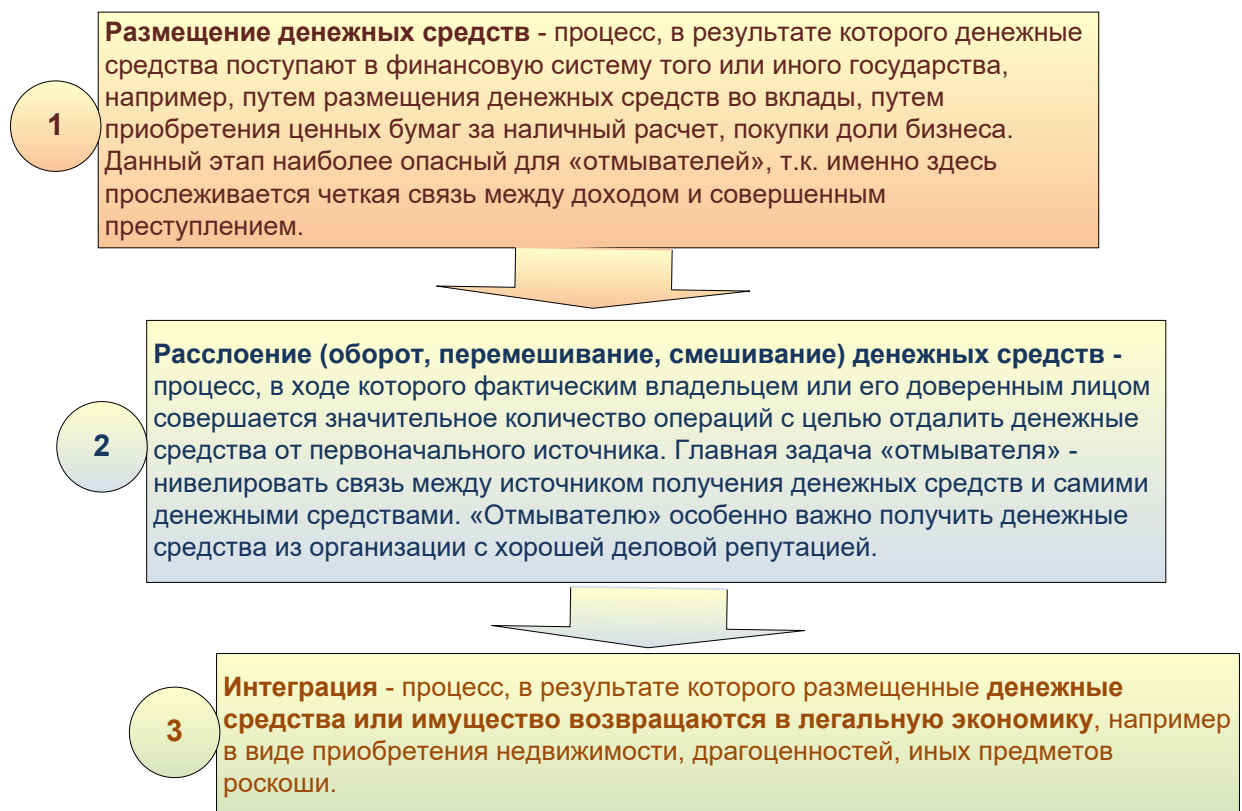 1
Размещение денежных средств - процесс, в результате которого денежные
средства поступают в финансовую систему того или иного государства,
например, путем размещения денежных средств во вклады, путем
приобретения ценных бумаг за наличный расчет, покупки доли бизнеса.
Данный этап наиболее опасный для «отмывателей», т.к. именно здесь
прослеживается четкая связь между доходом и совершенным
преступлением.
2
Расслоение (оборот, перемешивание, смешивание) денежных средств -
процесс, в ходе которого фактическим владельцем или его доверенным лицом
совершается значительное количество операций с целью отдалить денежные
средства от первоначального источника. Главная задача «отмывателя» -
нивелировать связь между источником получения денежных средств и самими
денежными средствами. «Отмывателю» особенно важно получить денежные
средства из организации с хорошей деловой репутацией.
3
Интеграция - процесс, в результате которого размещенные денежные
средства или имущество возвращаются в легальную экономику, например
в виде приобретения недвижимости, драгоценностей, иных предметов
роскоши.